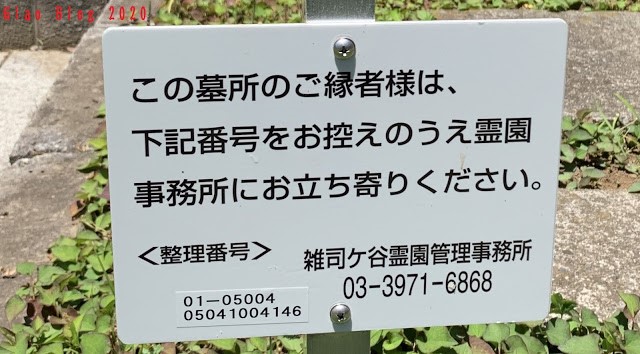 Blog 2020
この墓所のご縁者様は、
下記番号をお控えのうえ霊園
事務所にお立ち寄りください。
＜整理番号＞
01−05004
05041004146
雑司ケ谷霊園管理事務所
03-3971-6868